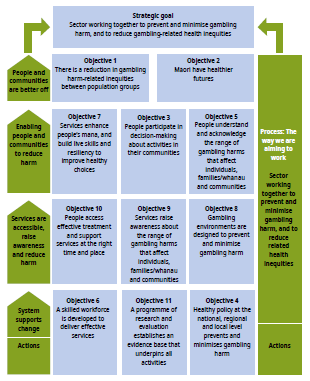 Strategic goal
Sector working together to prevent and minimise gambling
harm, and to reduce gambling-related health inequities
People and
communities
are better off
Objective 1
There is a reduction in gambling
harm-related inequities
between population groups
Objective 2
Maori have healthier
futures
Enabling
people and
communities
to reduce
harm
Objective 7
Services enhance
people's mana, and
build live skills and
resiliency to
improve healthy
choices
Objective 3
People participate in
decision-making
about activities in
their communities
Objective 5
People understand
and acknowledge
the range of
gambling harms
that affect
individuals,
families/whanau
and communities
Services are
accessible,
raise
awareness
and reduce
harm
Objective 10
People access
effective treatment
and support
services at the right
time and place
Objective 9
Services raise
awareness about
the range of
gambling harms
that affect
individuals,
families/whanau
and communities
Objective 8
Gambling
environments are
designed to prevent
and minimise
gambling harm
System
supports
change
Actions
Objective 6
A skilled workforce
is developed to
deliver effective
services
Objective 11
A programme of
research and
evaluation
establishes an
evidence base that
underpins all
activities
Objective 4
Healthy policy at the
national, regional
and local level
prevents and
minimises gambling
harm
Process: The
way we are
aiming to
work
Sector
working
together to
prevent and
minimise
gambling
harm, and to
reduce
related
health
inequities
Actions